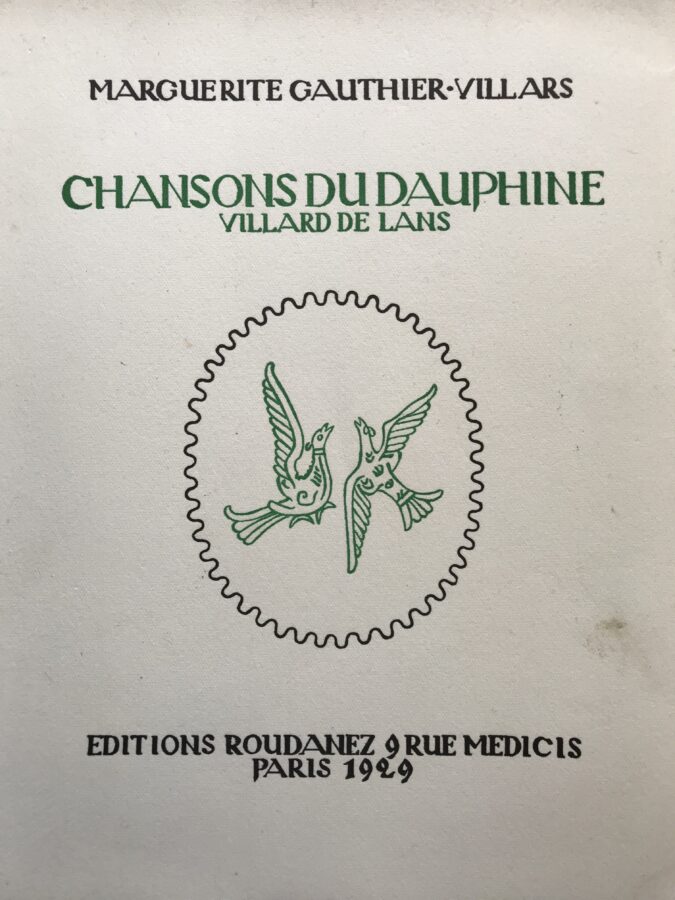 MARGUERITE GAUTHIER-VILLARS
CHANSONS DU DAUPHINE
VILLARD DE LANS
EDITIONS ROUDANEZ 9 RUE MEDICIS
PARIS 1929